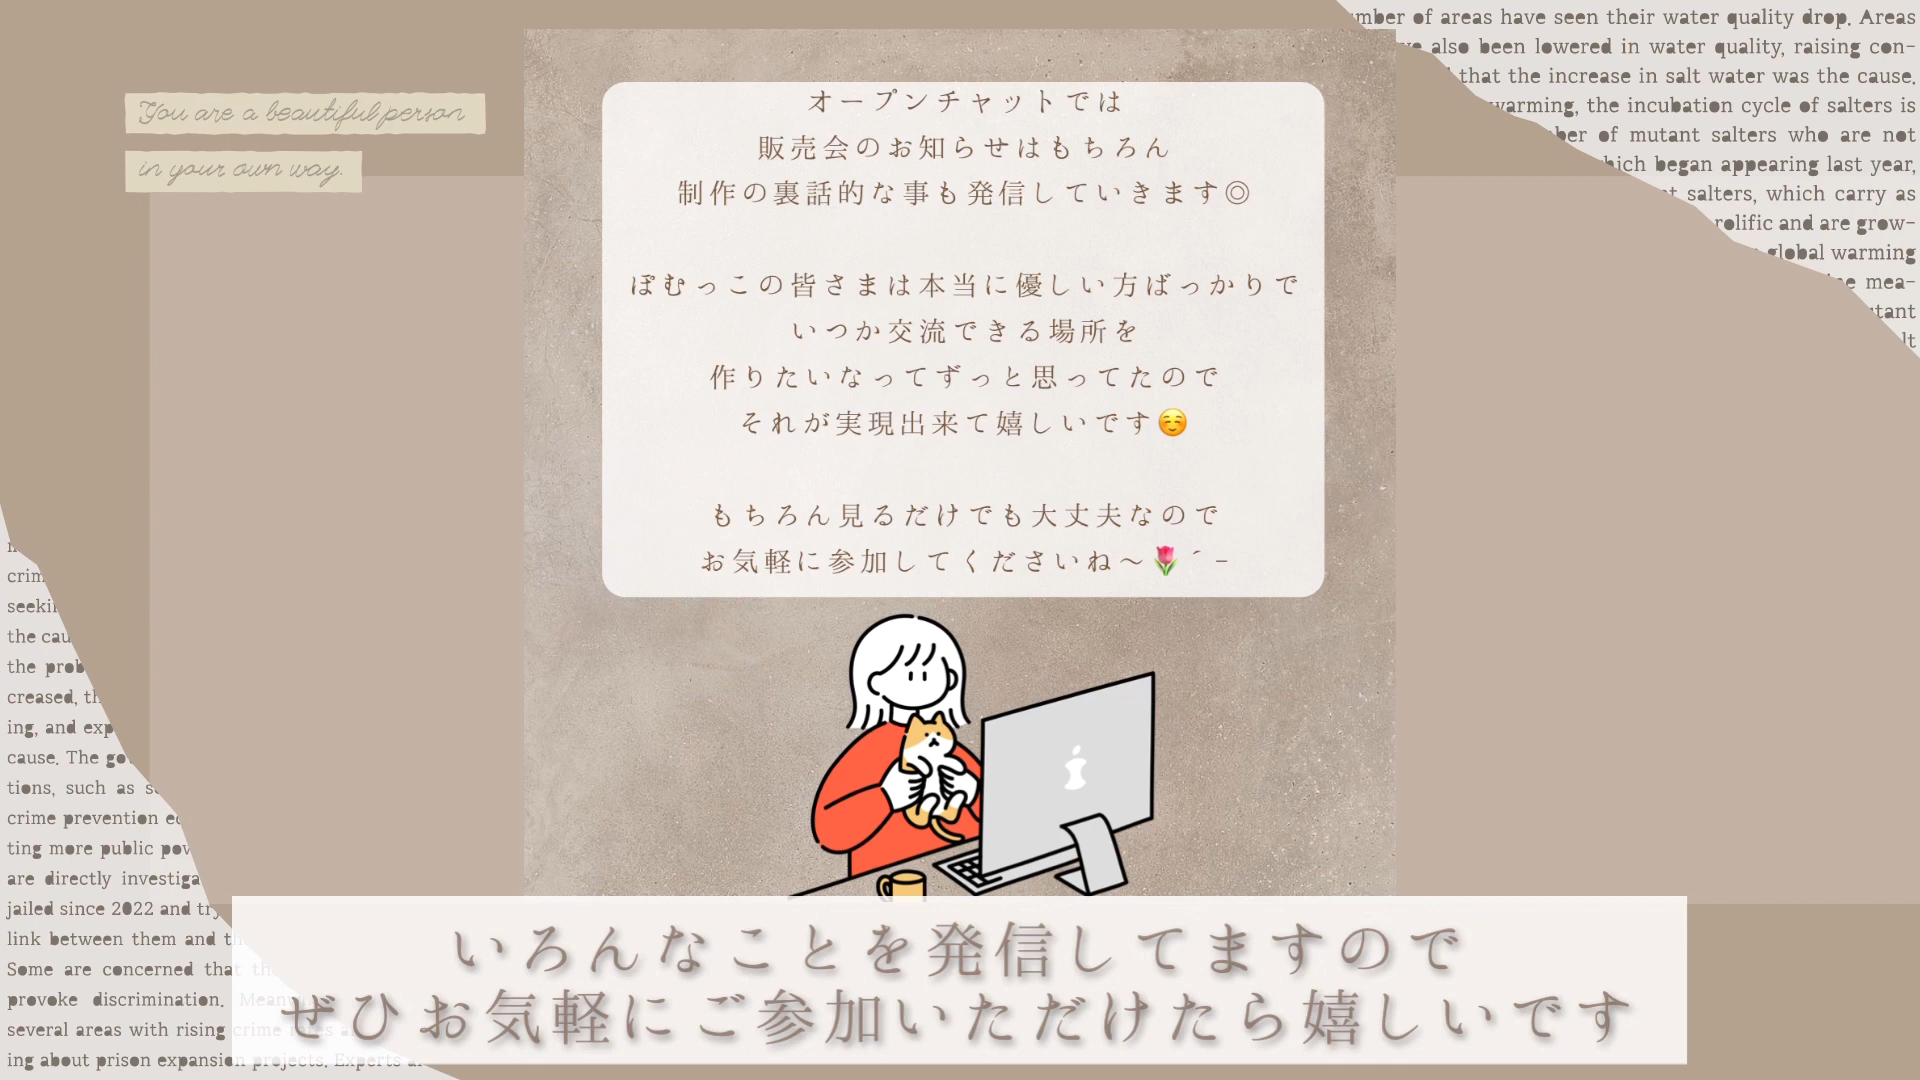 You are a beautiful person
in your own way.
mber of areas have seen their water quality drop. Areas
also been lowered in water quality, raising con-
that the increase in salt water was the cause.
warming, the incubation cycle of salters is
of mutant salters who are not
which began appearing last year,
salters, which carry as
rolific and are grow-
global warming
mea-
オープンチャットでは
販売会のお知らせはもちろん
制作の裏話的な事も発信していきます◎
ぽむっこの皆さまは本当に優しい方ばっかりで
いつか交流できる場所を
作りたいなってずっと思ってたので
それが実現出来て嬉しいです☺️
もちろん見るだけでも大丈夫なので
お気軽に参加してくださいね〜🌷´-
crim
seeki
the cau
the prob
creased, th
ing, and exp
cause. The go
tions, such as
crime prevention
ting more public pow
are directly investiga
jailed since 2022 and try
link between them and th
Some are concerned that th
provoke discrimination. Mean
several areas with rising crime rates a
ing about prison expansion projects. Experts a
いろんなことを発信してますので
ぜひお気軽にご参加いただけたら嬉しいです